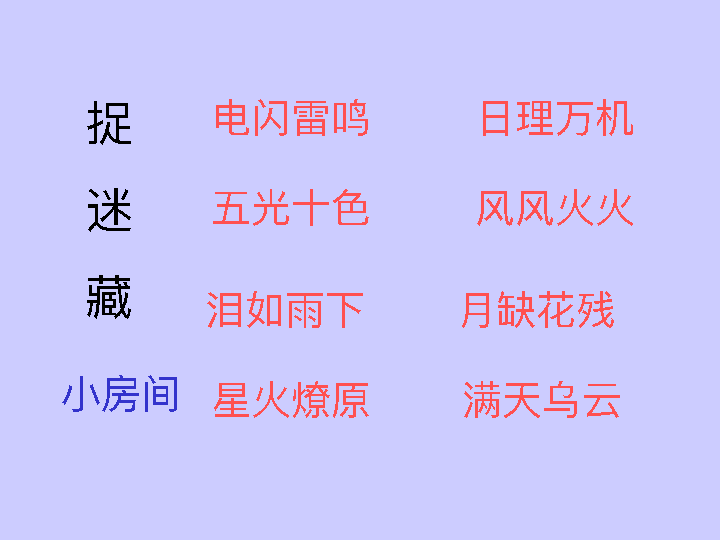 捉
迷
藏
小房间
电闪雷鸣 日理万机
五光十色 风风火火
泪如雨下 月缺花残
星火燎原 满天乌云